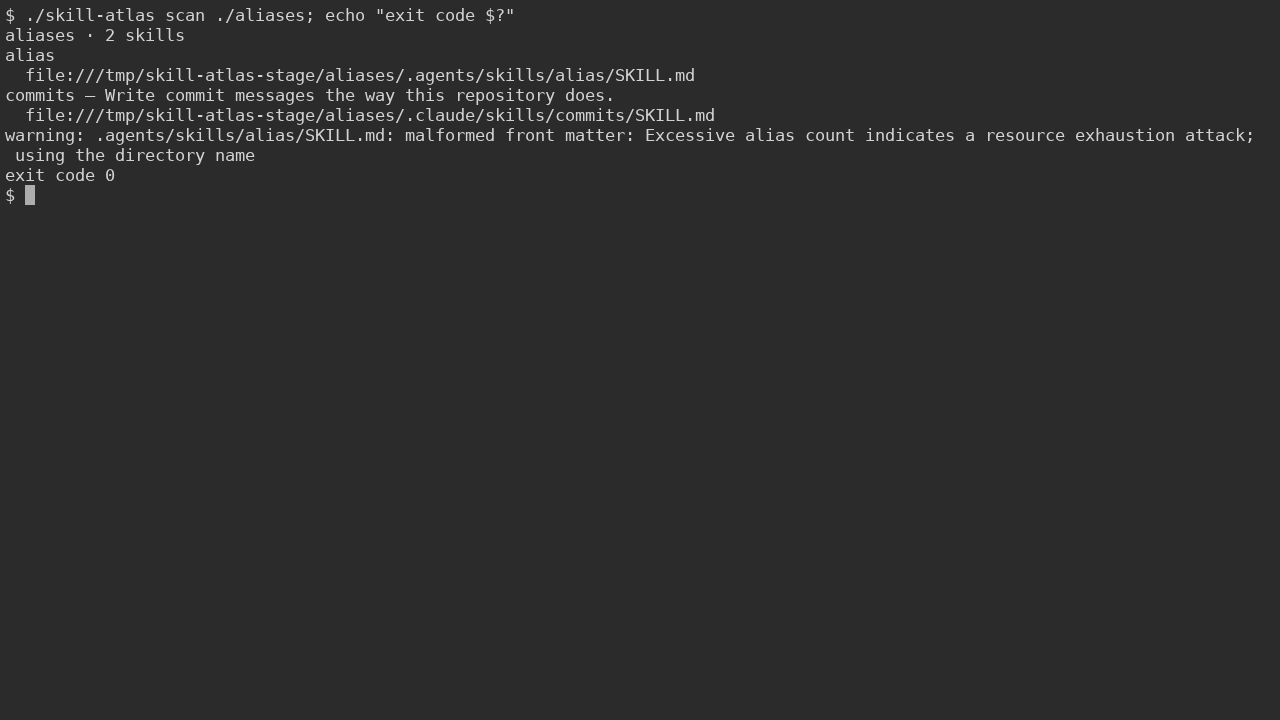 $ ./skill-atlas scan ./aliases; echo "exit code $?"
aliases · 2 skills
alias
  file:///tmp/skill-atlas-stage/aliases/.agents/skills/alias/SKILL.md
commits — Write commit messages the way this repository does.
  file:///tmp/skill-atlas-stage/aliases/.claude/skills/commits/SKILL.md
warning: .agents/skills/alias/SKILL.md: malformed front matter: Excessive alias count indicates a resource exhaustion attack;
 using the directory name
exit code 0
$